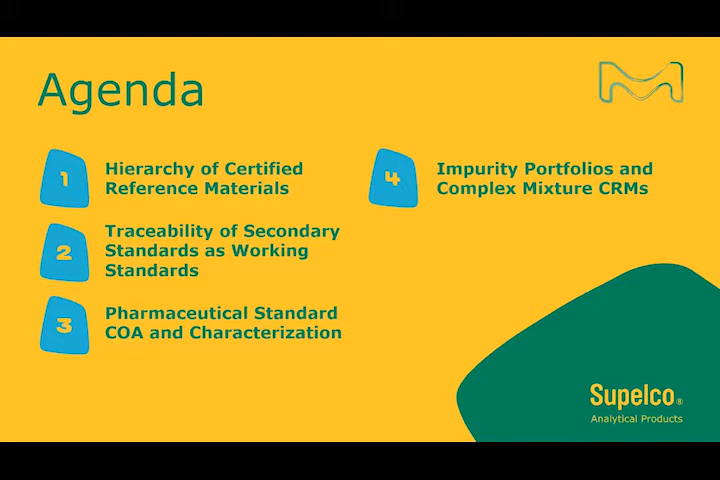 Agenda
1
Hierarchy of Certified
Reference Materials
2
Traceability of Secondary
Standards as Working
Standards
3
Pharmaceutical Standard
COA and Characterization
4
Impurity Portfolios and
Complex Mixture CRMs
Supelco®
Analytical Products